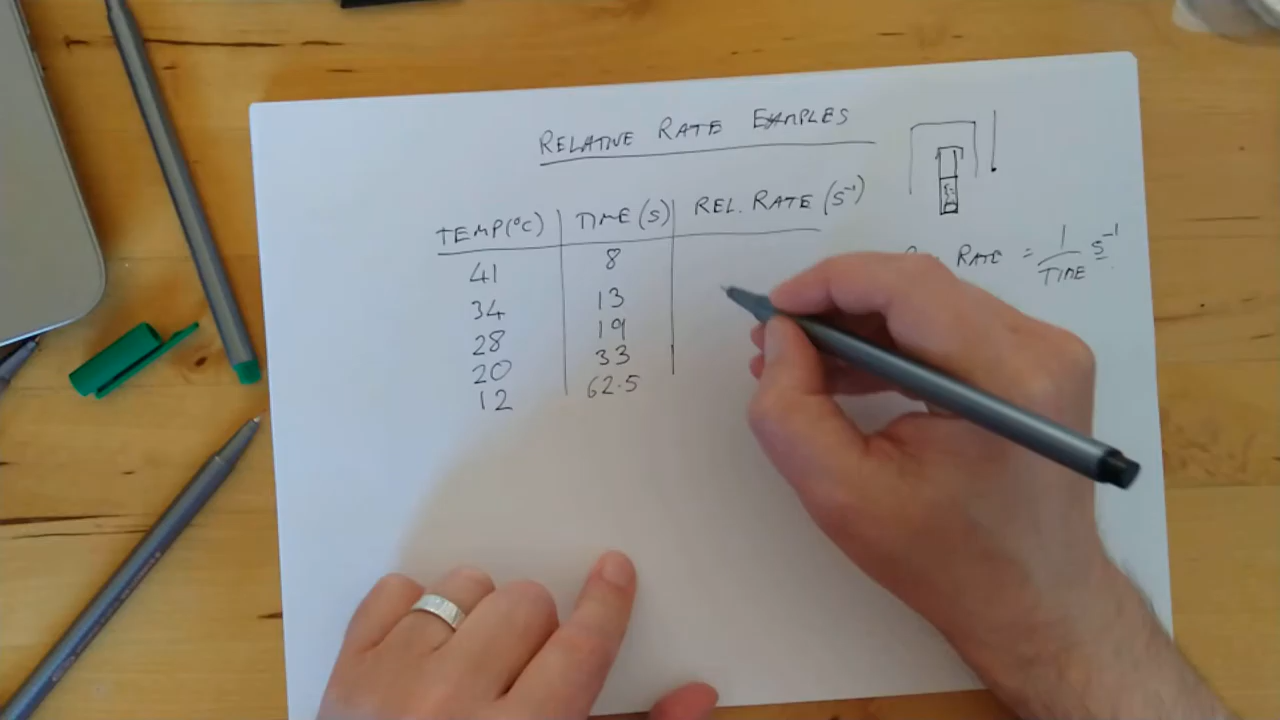 RELATIVE RATE EXAMPLES
TEMP(°C) TIME (S) REL. RATE (S⁻¹)
41 8
34 13
28 19
20 33
12 62.5
RATE = 1/TIME S⁻¹